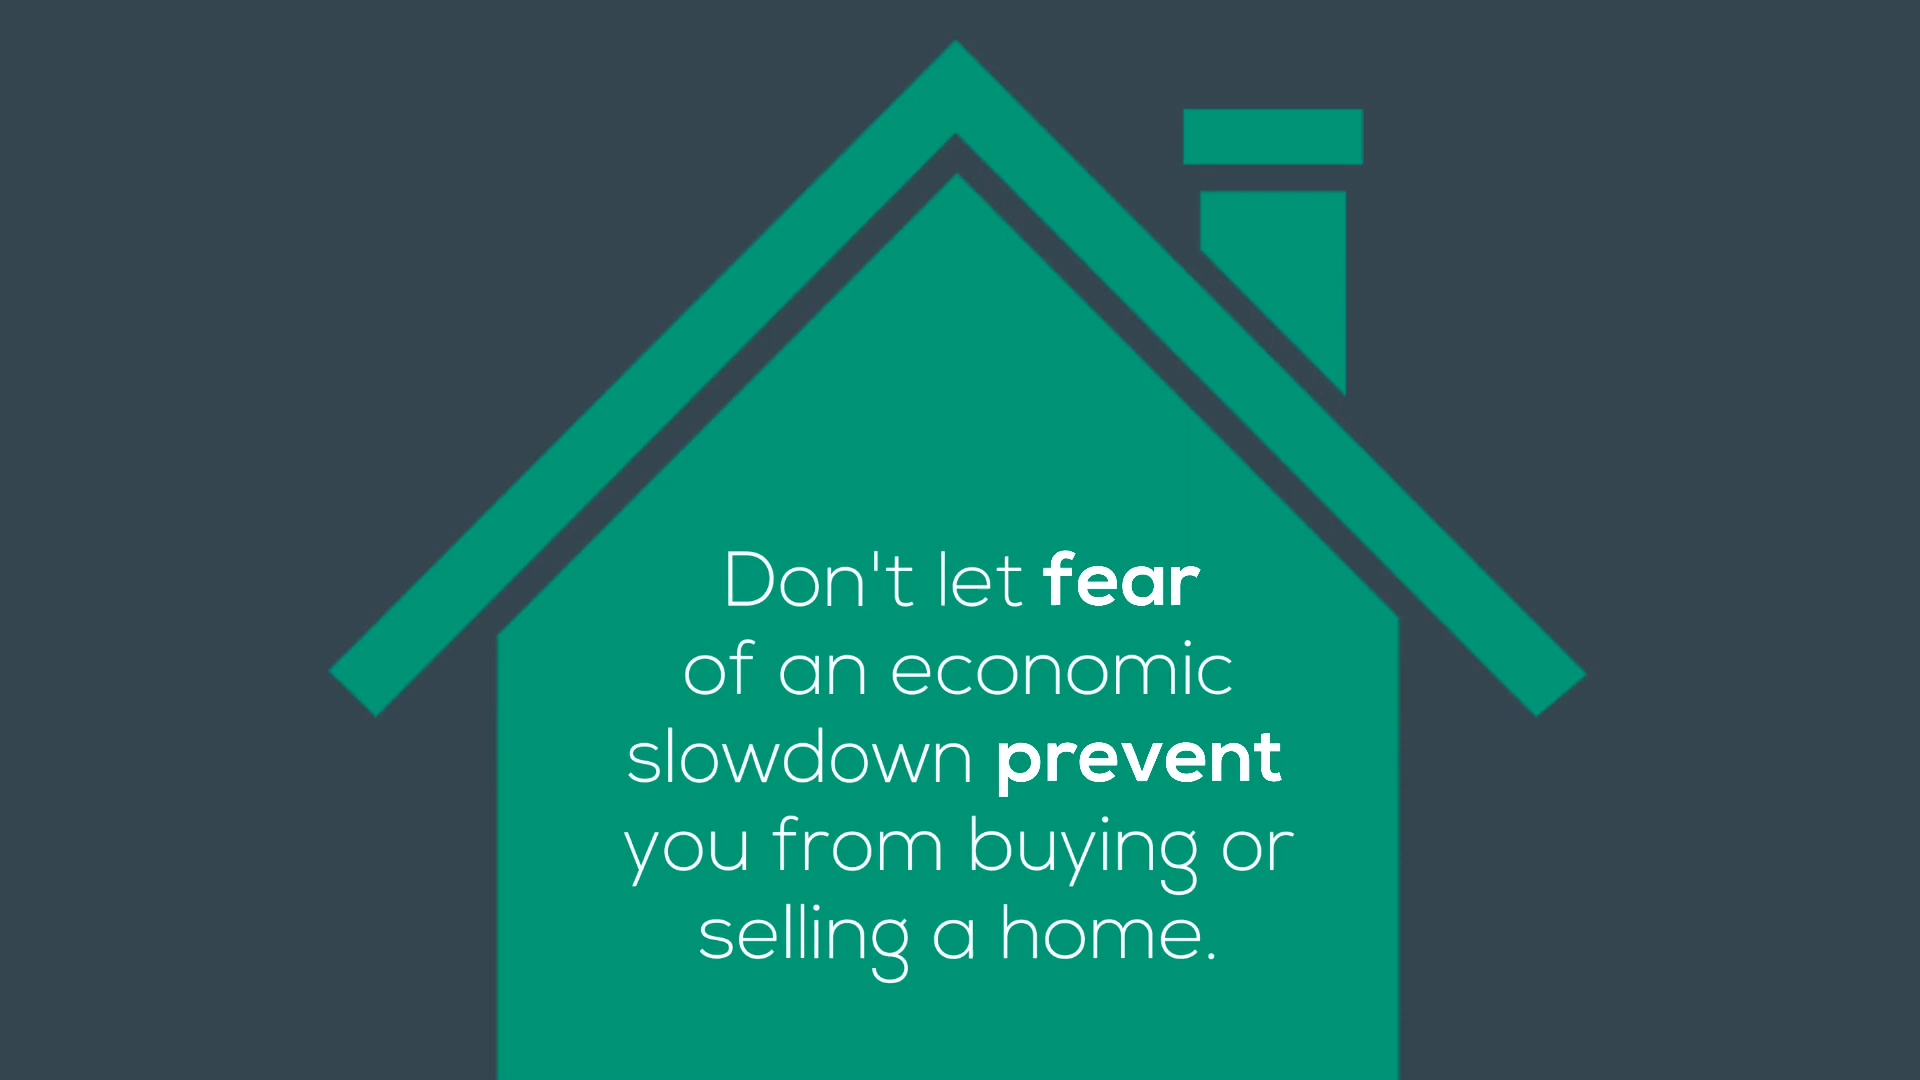 Don't let fear
of an economic
slowdown prevent
you from buying or
selling a home.